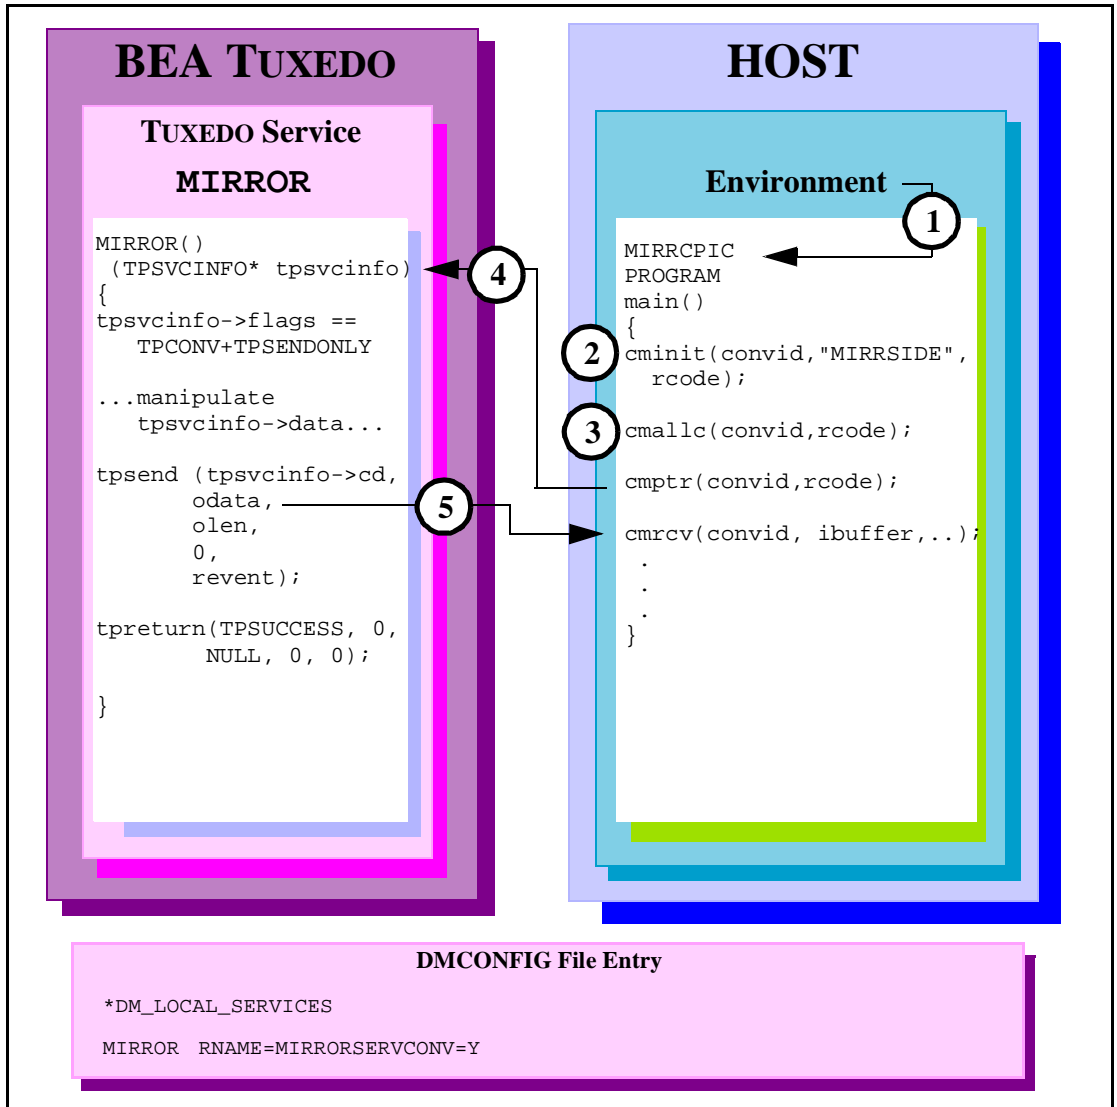 BEA TUXEDO
TUXEDO Service
MIRROR
MIRROR()
(TPSVCINFO* tpsvcinfo)
{
tpsvcinfo->flags ==
TPCONV+TPSENDONLY
...manipulate
tpsvcinfo->data...
tpsend (tpsvcinfo->cd,
odata,
olen,
0,
revent);
tpreturn(TPSUCCESS, 0,
NULL, 0, 0);
}
4
5
HOST
Environment
1
MIRRCPIC
PROGRAM
main()
{
2
cminit(convid,"MIRRSIDE",
rcode);
3
cmallc(convid,rcode);
cmptr(convid,rcode);
cmrcv(convid, ibuffer,..);
.
.
.
}
DMCONFIG File Entry
*DM_LOCAL_SERVICES
MIRROR RNAME=MIRRORSERVCONV=Y